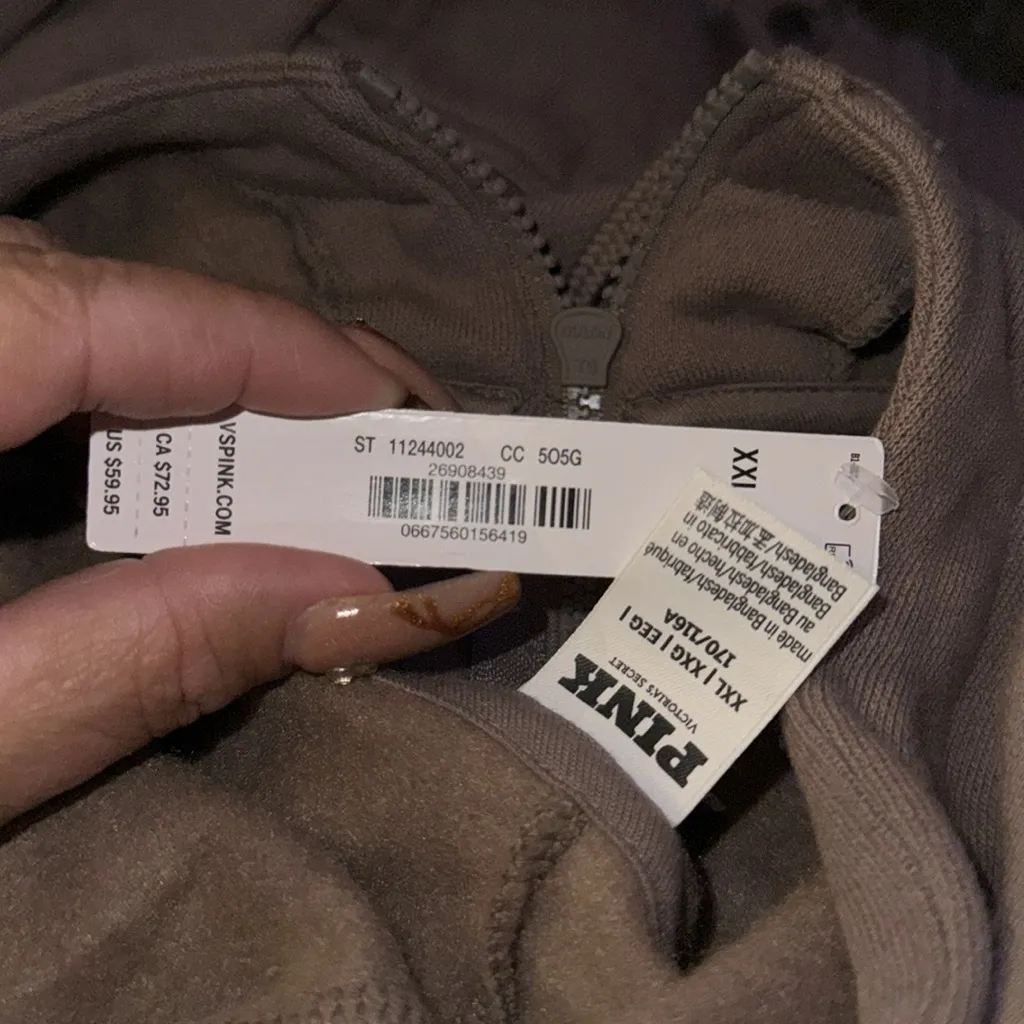 US $59.95
CA $72.95
VSPINK.COM
ST 11244002 CC 5O5G
26908439
0667560156419
PINK
VICTORIA'S SECRET
XXL | XXG | EEG |
170/116A
made in Bangladesh/fabriqué
au Bangladesh/hecho en
Bangladesh/fabbricato in
Bangladesh/孟加拉制造